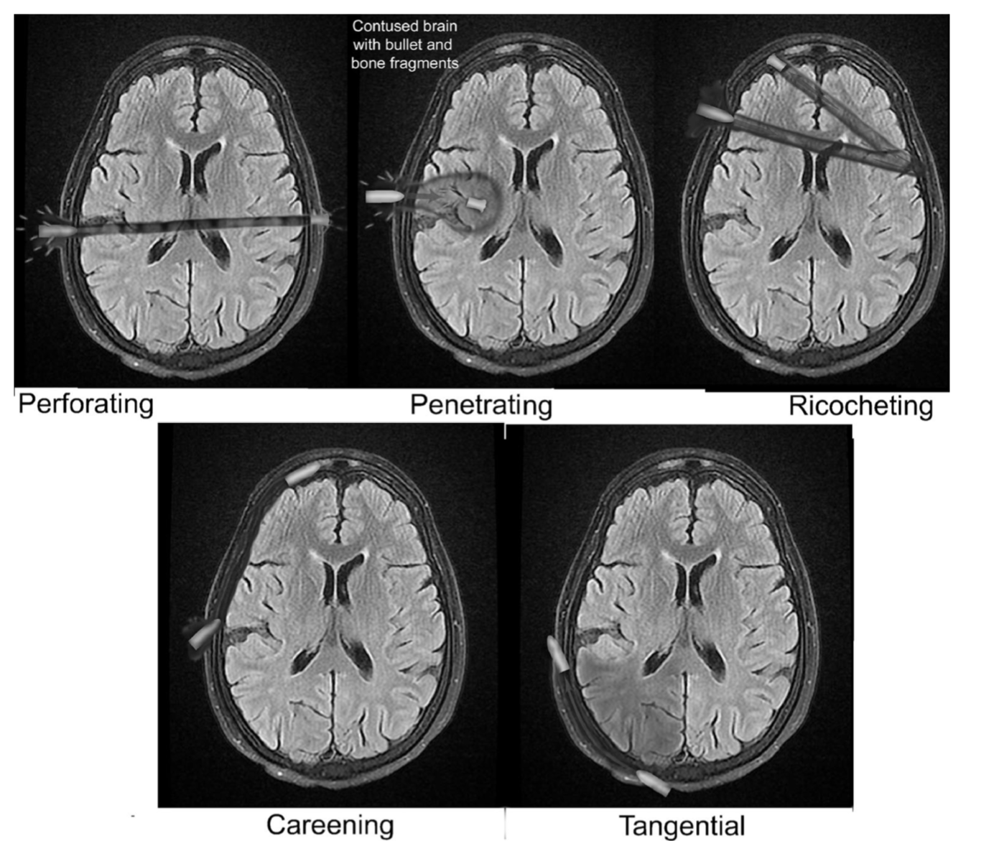 Contused brain
with bullet and
bone fragments
Perforating
Penetrating
Ricocheting
Careening
Tangential